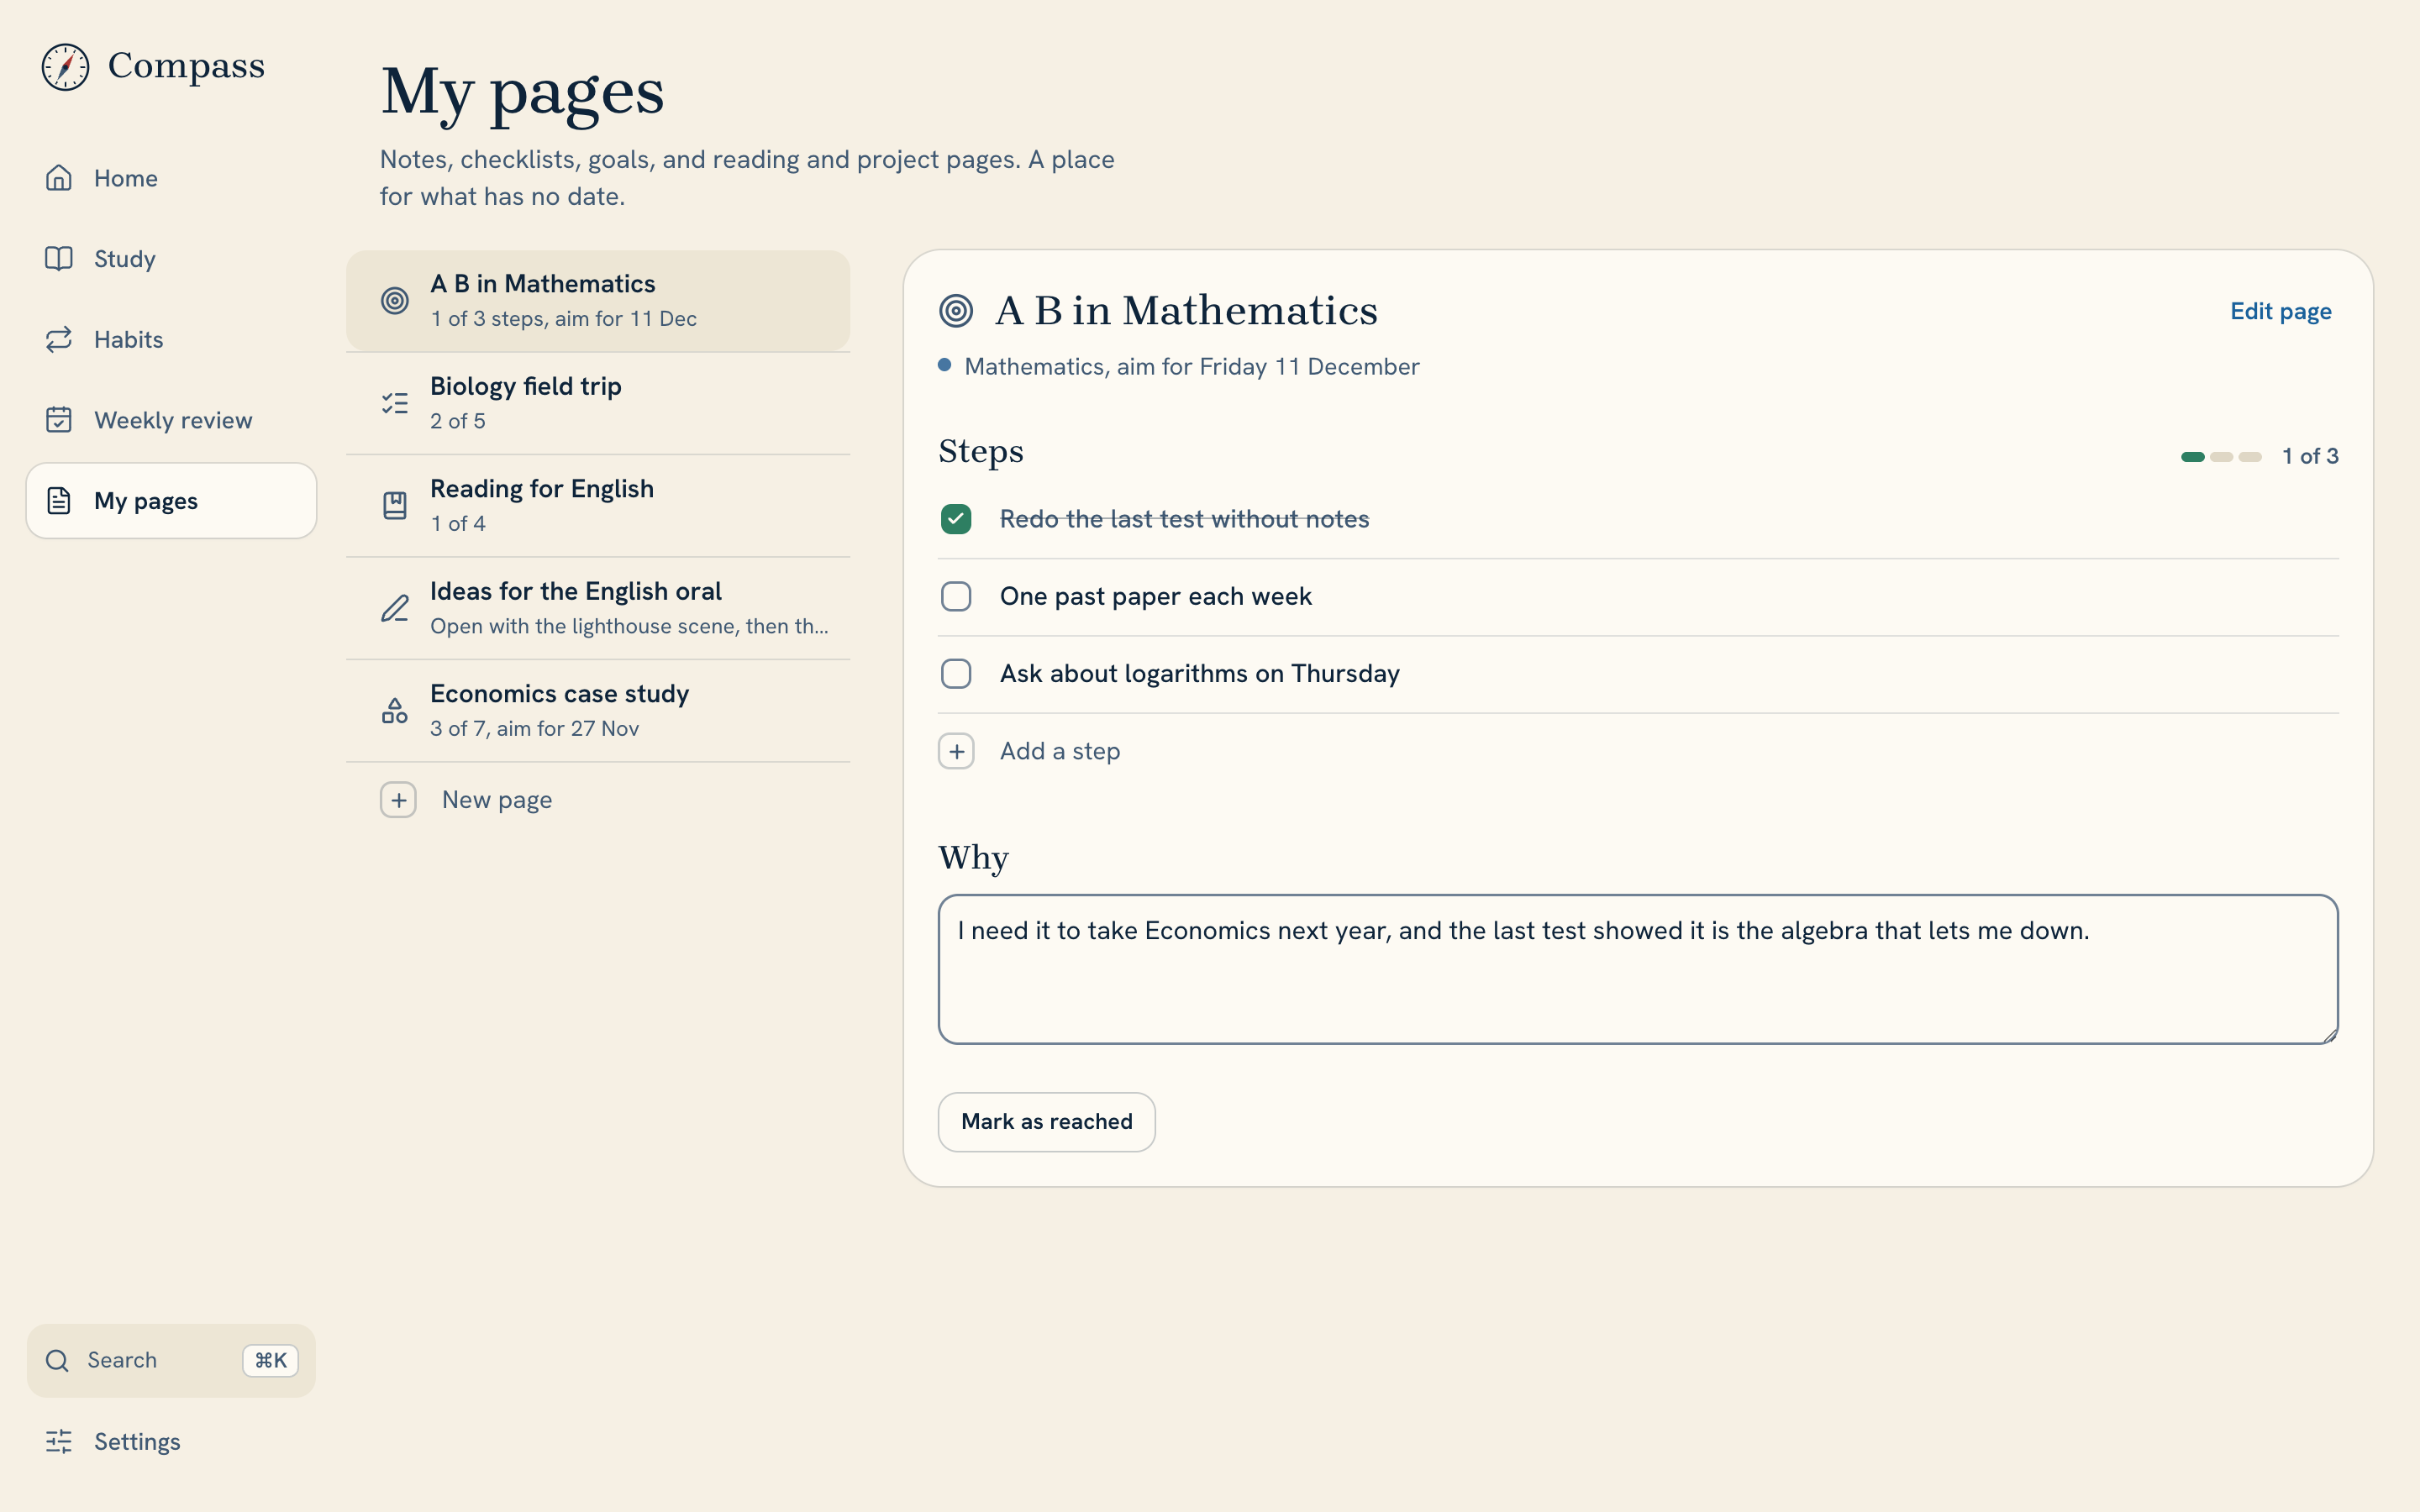 Compass
Home
Study
Habits
Weekly review
My pages
Search
⌘K
Settings
My pages
Notes, checklists, goals, and reading and project pages. A place
for what has no date.
A B in Mathematics
1 of 3 steps, aim for 11 Dec
Biology field trip
2 of 5
Reading for English
1 of 4
Ideas for the English oral
Open with the lighthouse scene, then th...
Economics case study
3 of 7, aim for 27 Nov
New page
A B in Mathematics
Edit page
Mathematics, aim for Friday 11 December
Steps
1 of 3
Redo the last test without notes
One past paper each week
Ask about logarithms on Thursday
Add a step
Why
I need it to take Economics next year, and the last test showed it is the algebra that lets me down.
Mark as reached